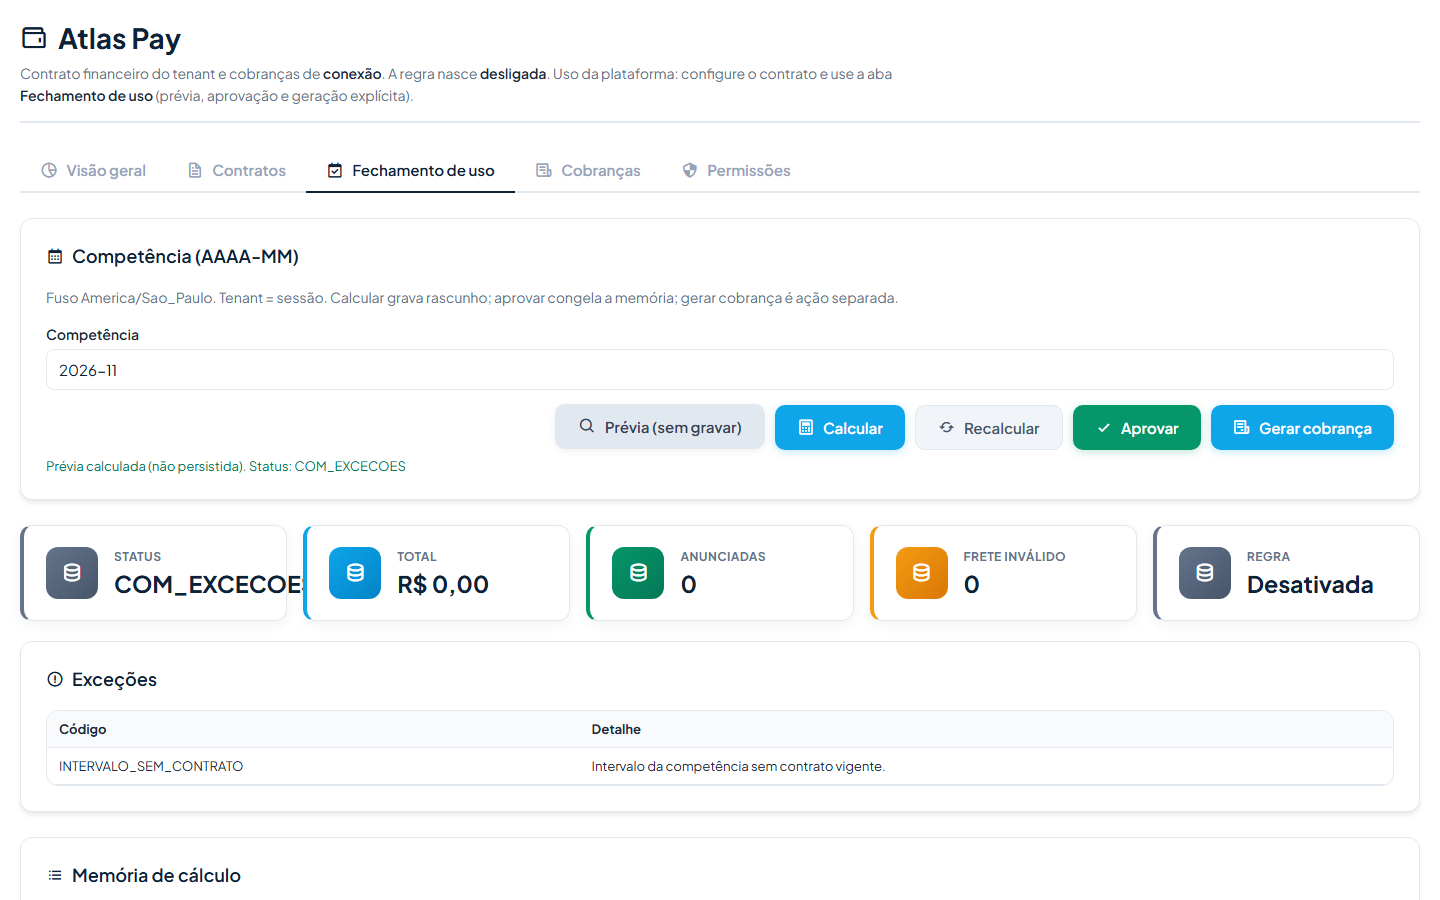 Atlas Pay
Contrato financeiro do tenant e cobranças de conexão. A regra nasce desligada. Uso da plataforma: configure o contrato e use a aba
Fechamento de uso (prévia, aprovação e geração explícita).
Visão geral
Contratos
Fechamento de uso
Cobranças
Permissões
Competência (AAAA-MM)
Fuso America/Sao_Paulo. Tenant = sessão. Calcular grava rascunho; aprovar congela a memória; gerar cobrança é ação separada.
Competência
2026-11
Prévia (sem gravar)
Calcular
Recalcular
Aprovar
Gerar cobrança
Prévia calculada (não persistida). Status: COM_EXCECOES
STATUS
COM_EXCECOES
TOTAL
R$ 0,00
ANUNCIADAS
0
FRETE INVÁLIDO
0
REGRA
Desativada
Exceções
Código
Detalhe
INTERVALO_SEM_CONTRATO
Intervalo da competência sem contrato vigente.
Memória de cálculo